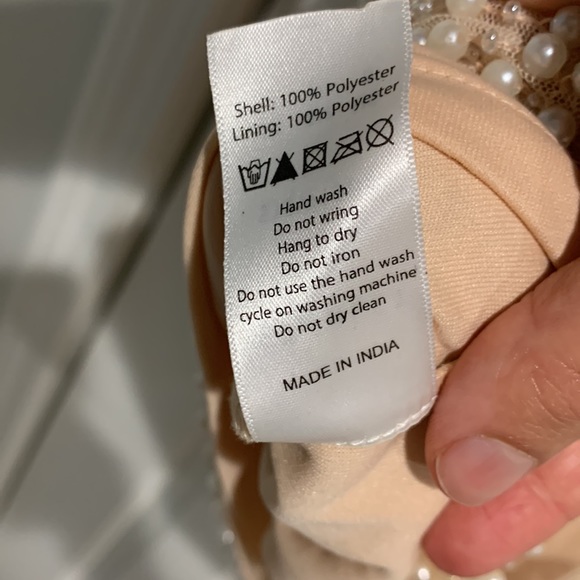 Shell: 100% Polyester
Lining: 100% Polyester
Hand wash
Do not wring
Hang to dry
Do not iron
Do not use the hand wash
cycle on washing machine
Do not dry clean
MADE IN INDIA